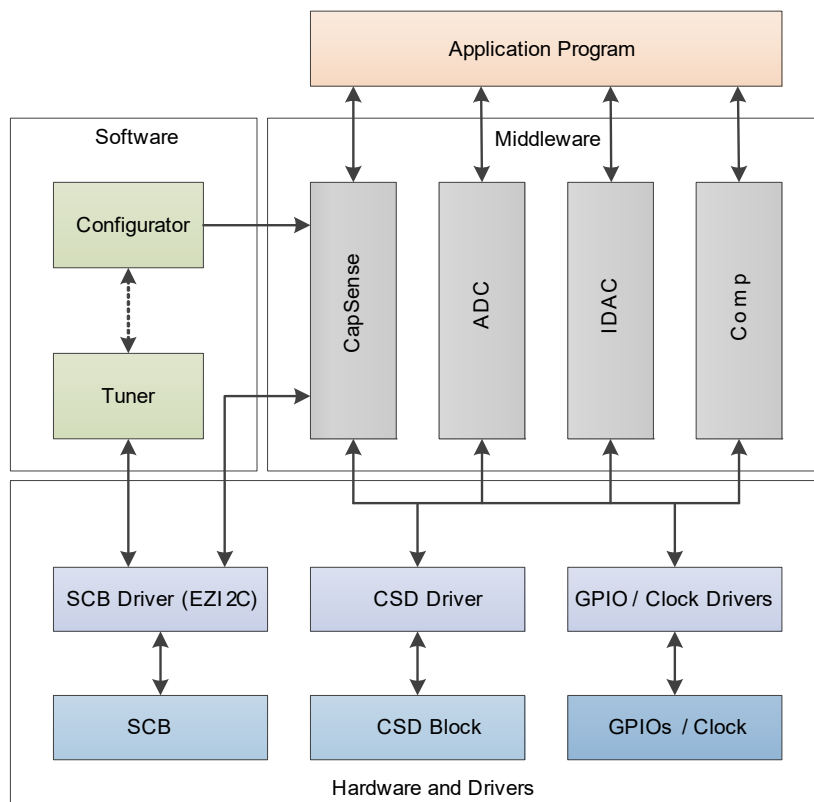 Application Program
Software
Middleware
Configurator
Tuner
CapSense
ADC
IDAC
Comp
SCB Driver (EZI2C)
CSD Driver
GPIO / Clock Drivers
SCB
CSD Block
GPIOs / Clock
Hardware and Drivers